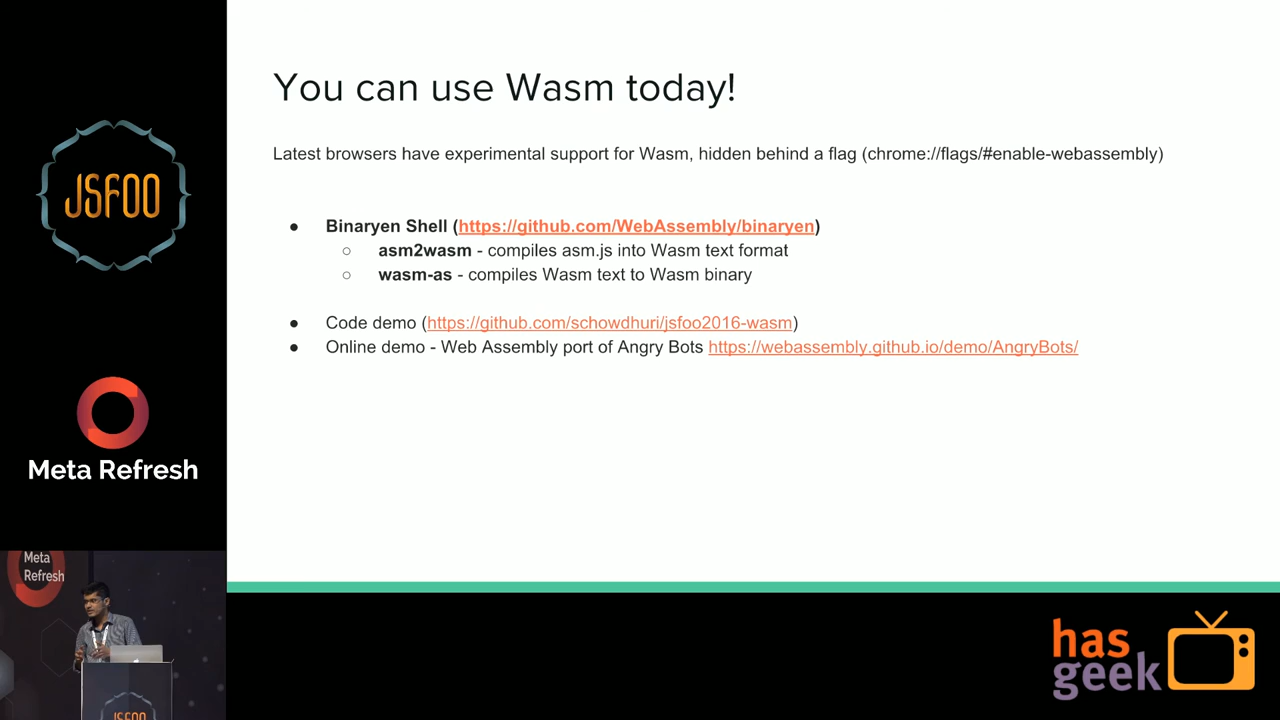 You can use Wasm today!
Latest browsers have experimental support for Wasm, hidden behind a flag (chrome://flags/#enable-webassembly)
● Binaryen Shell (https://github.com/WebAssembly/binaryen)
○ asm2wasm - compiles asm.js into Wasm text format
○ wasm-as - compiles Wasm text to Wasm binary
● Code demo (https://github.com/schowdhuri/jsfoo2016-wasm)
● Online demo - Web Assembly port of Angry Bots https://webassembly.github.io/demo/AngryBots/
JSFOO
Meta Refresh
Meta
Refresh
JSFOO
has
geek